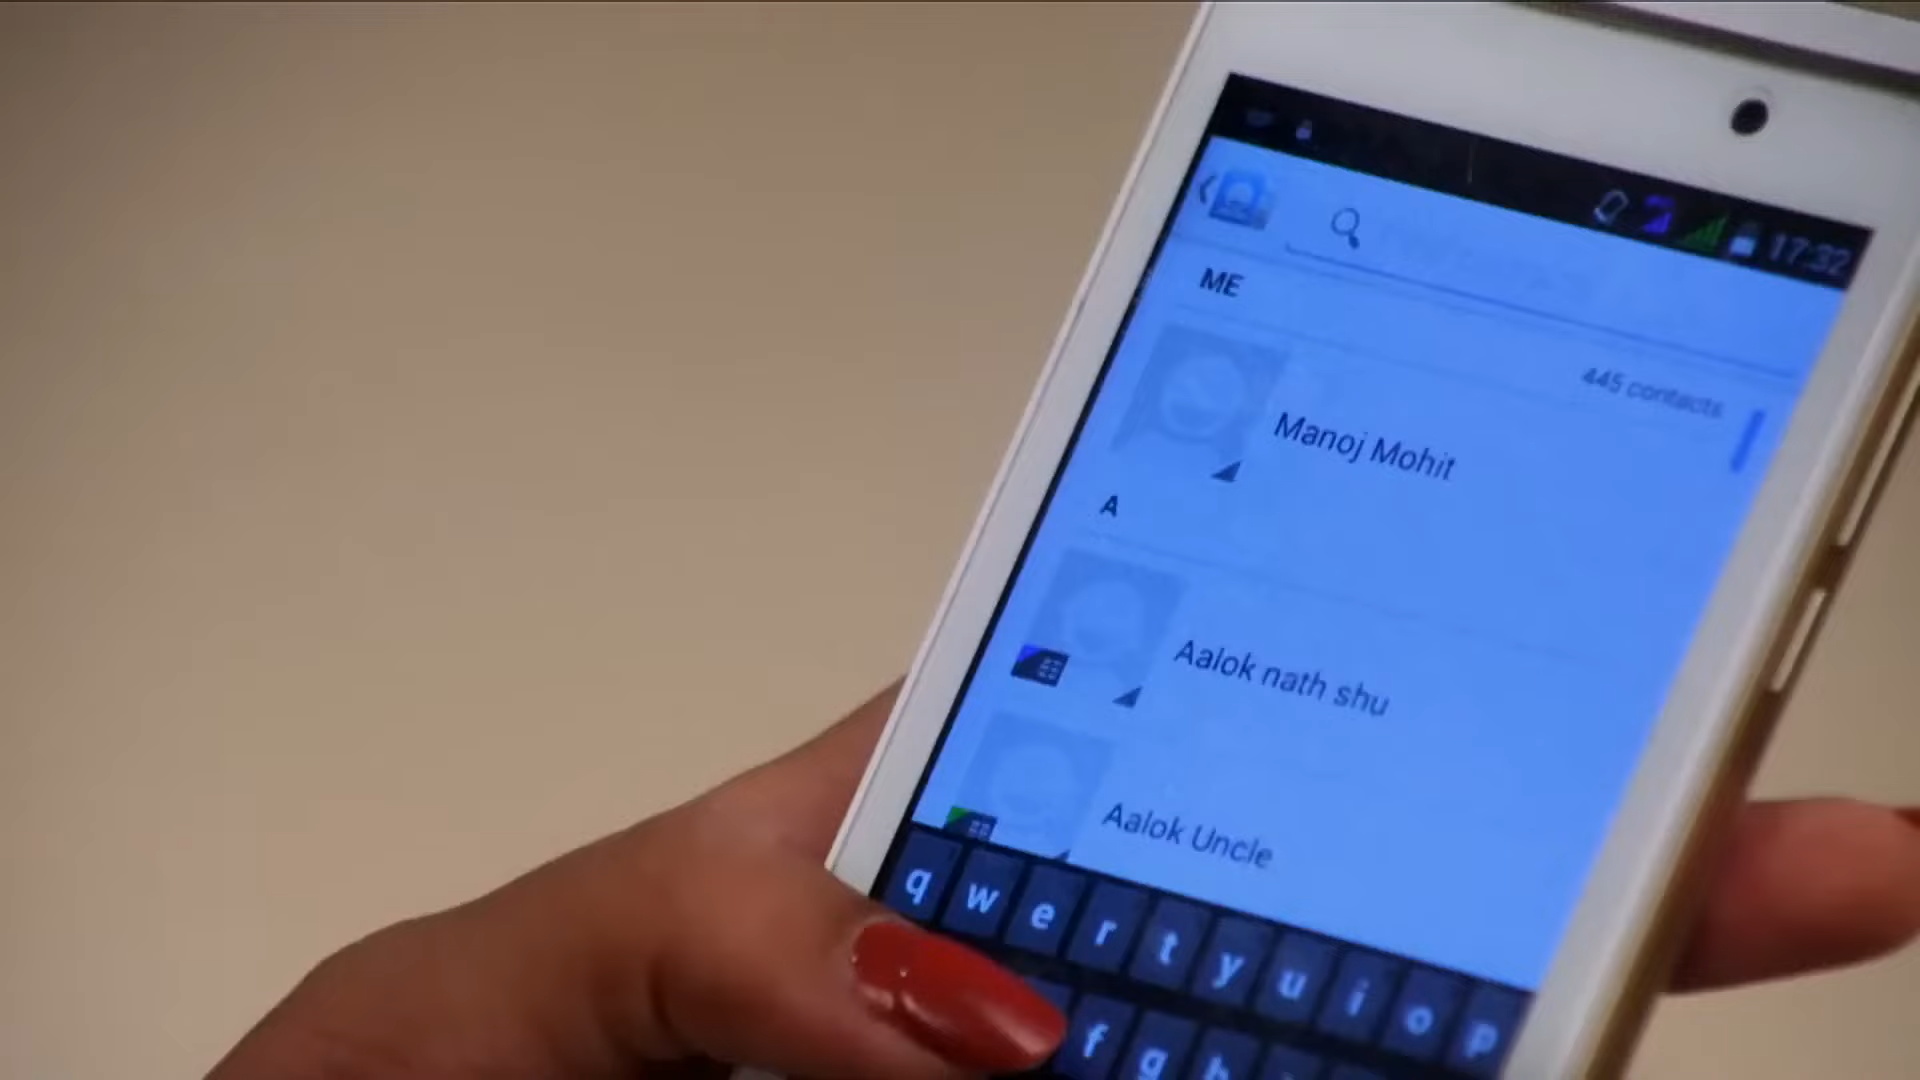 17:32
ME
445 contacts
Manoj Mohit
A
Aalok nath shu
Aalok Uncle
q w e r t y u i o p
f g h